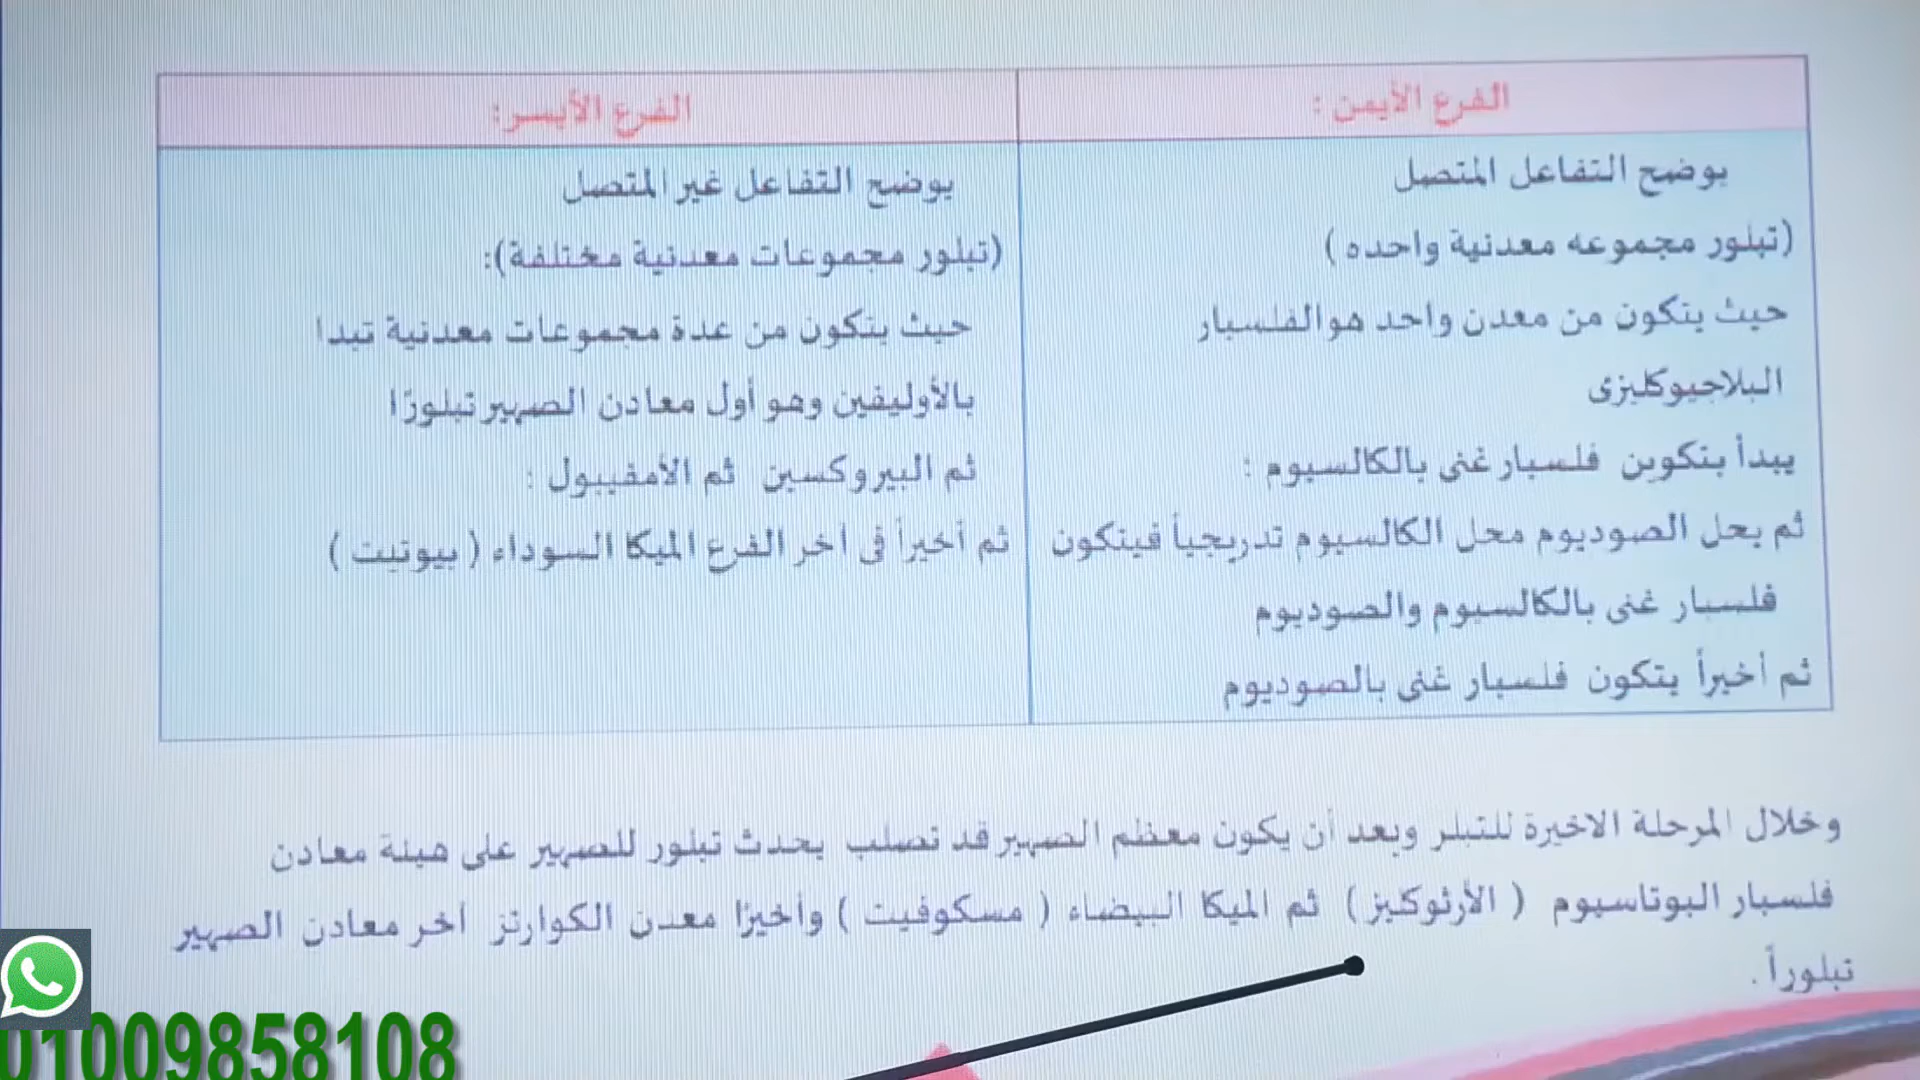 الفرع الأيمن :
يوضح التفاعل المتصل
(تبلور مجموعه معدنية واحده )
حيث يتكون من معدن واحد هو الفلسبار
البلاجيوكليزى
يبدأ بتكوين فلسبار غنى بالكالسيوم :
ثم يحل الصوديوم محل الكالسيوم تدريجياً فيتكون
فلسبار غنى بالكالسيوم والصوديوم
ثم أخيراً يتكون فلسبار غنى بالصوديوم
الفرع الأيسر:
يوضح التفاعل غير المتصل
(تبلور مجموعات معدنية مختلفة):
حيث يتكون من عدة مجموعات معدنية تبدا
بالأوليفين وهو أول معادن الصهير تبلورًا
ثم البيروكسين ثم الأمفيبول :
ثم أخيراً فى أخر الفرع الميكا السوداء ( بيوتيت )
وخلال المرحلة الاخيرة للتبلر وبعد أن يكون معظم الصهير قد تصلب يحدث تبلور للصهير على هيئة معادن
فلسبار البوتاسيوم ( الأرثوكليز ) ثم الميكا البيضاء ( مسكوفيت ) وأخيرًا معدن الكوارتز أخر معادن الصهير
تبلوراً .
01009858108